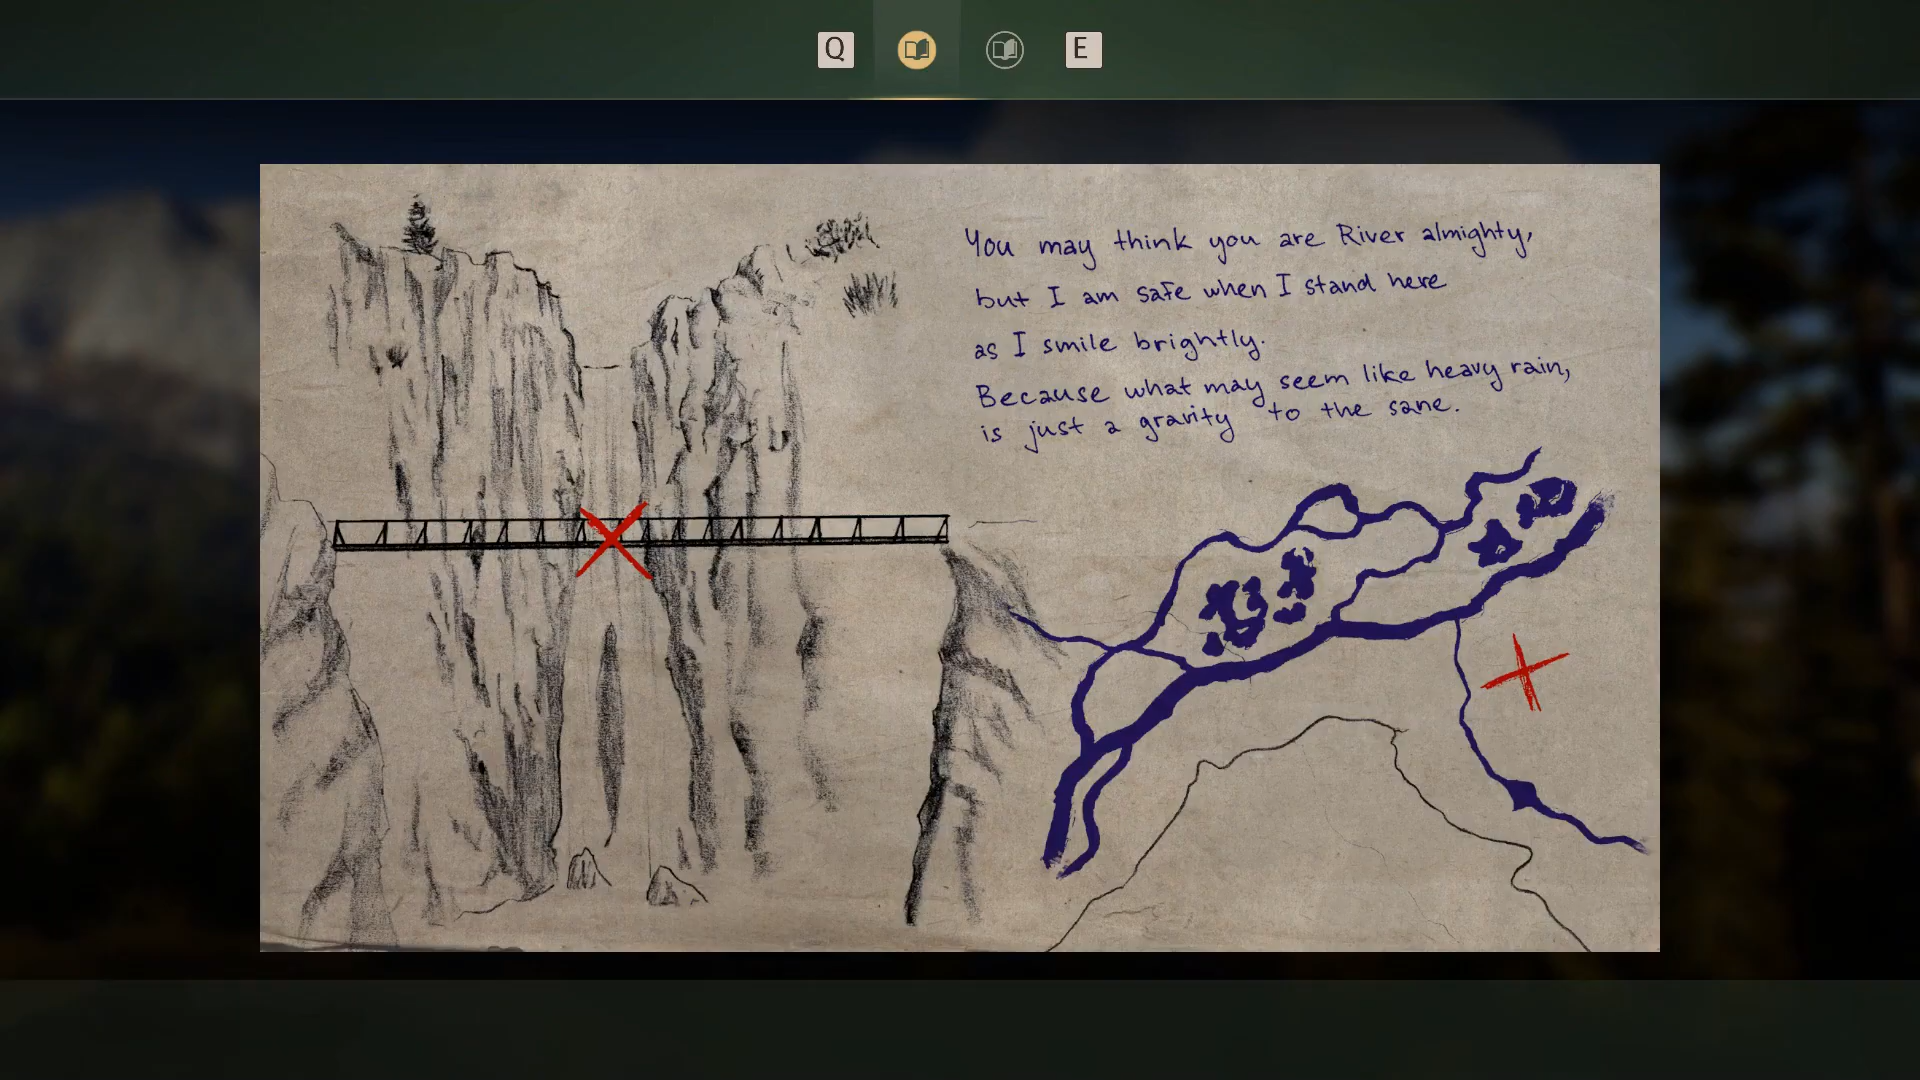 Q E
You may think you are River almighty,
but I am safe when I stand here
as I smile brightly.
Because what may seem like heavy rain,
is just a gravity to the sane.